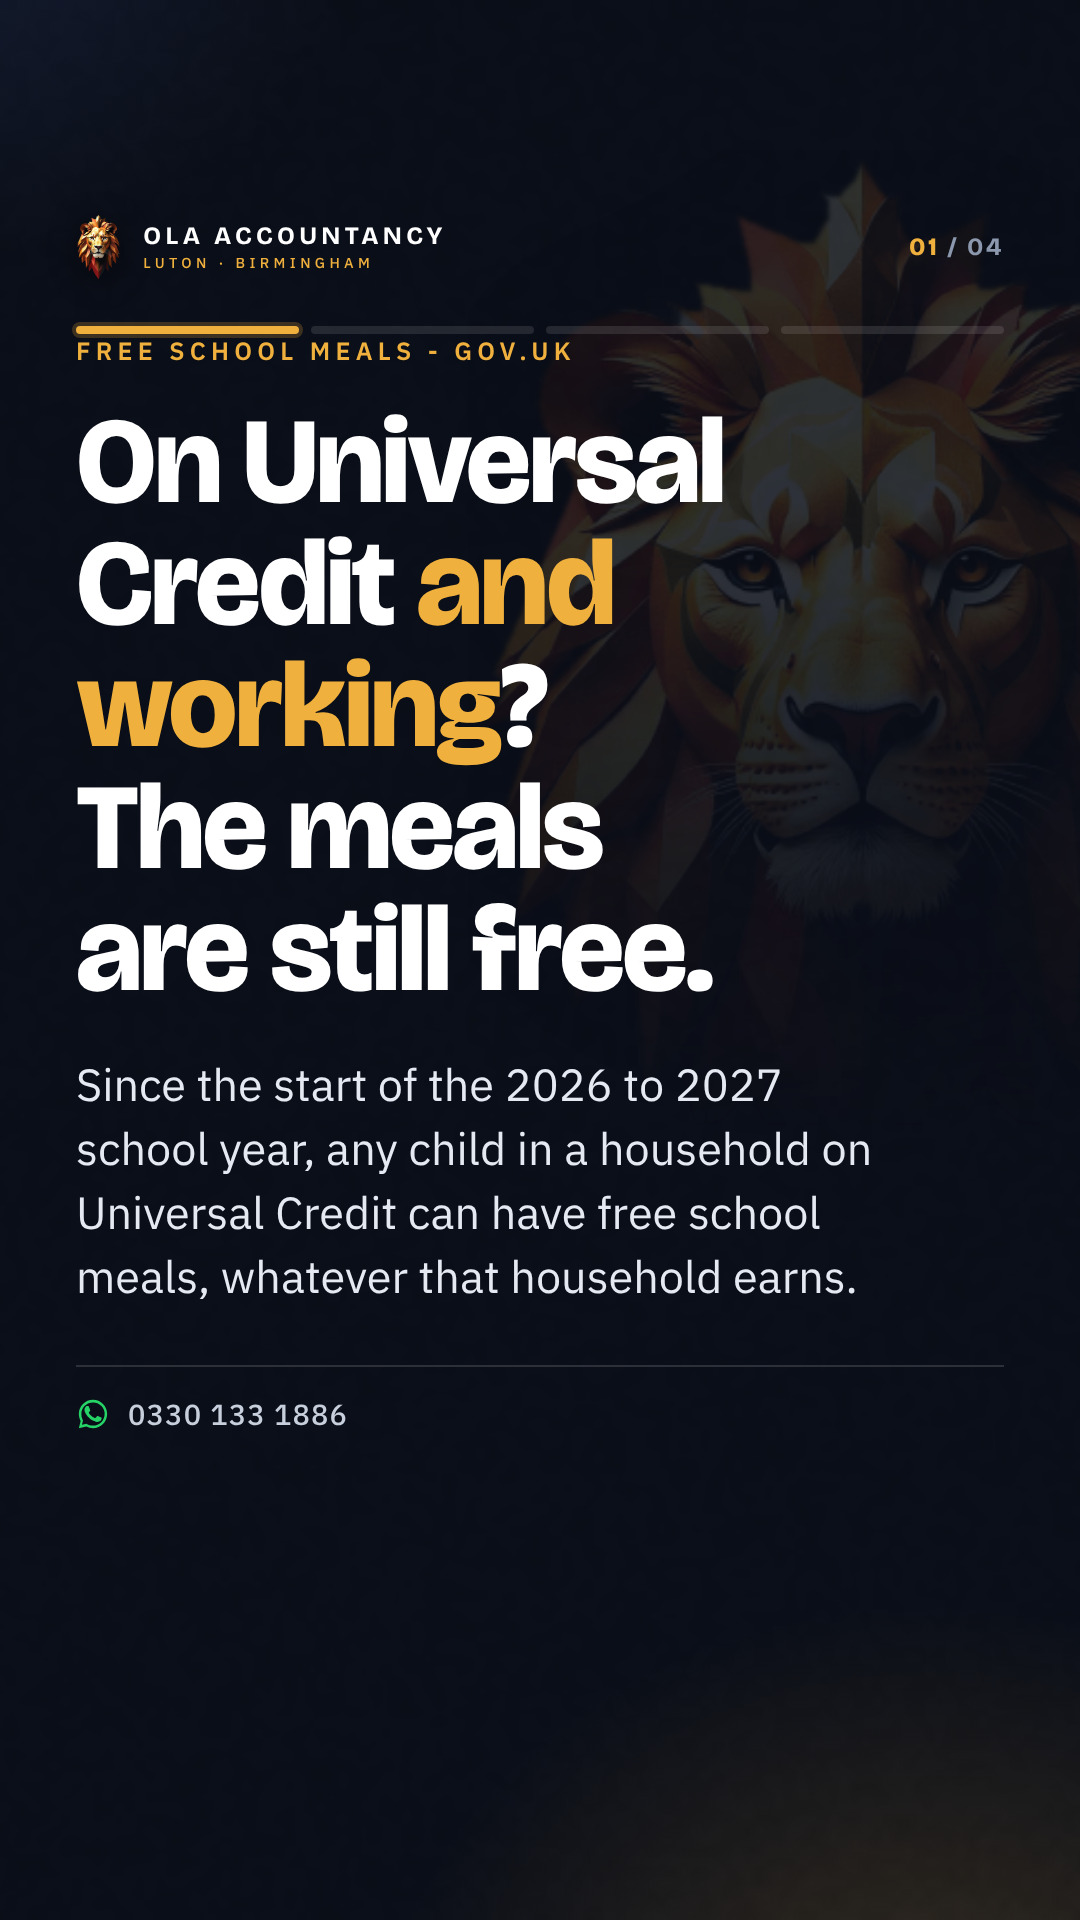 OLA ACCOUNTANCY
LUTON · BIRMINGHAM
01 / 04
FREE SCHOOL MEALS - GOV.UK
On Universal
Credit and
working?
The meals
are still free.
Since the start of the 2026 to 2027
school year, any child in a household on
Universal Credit can have free school
meals, whatever that household earns.
0330 133 1886